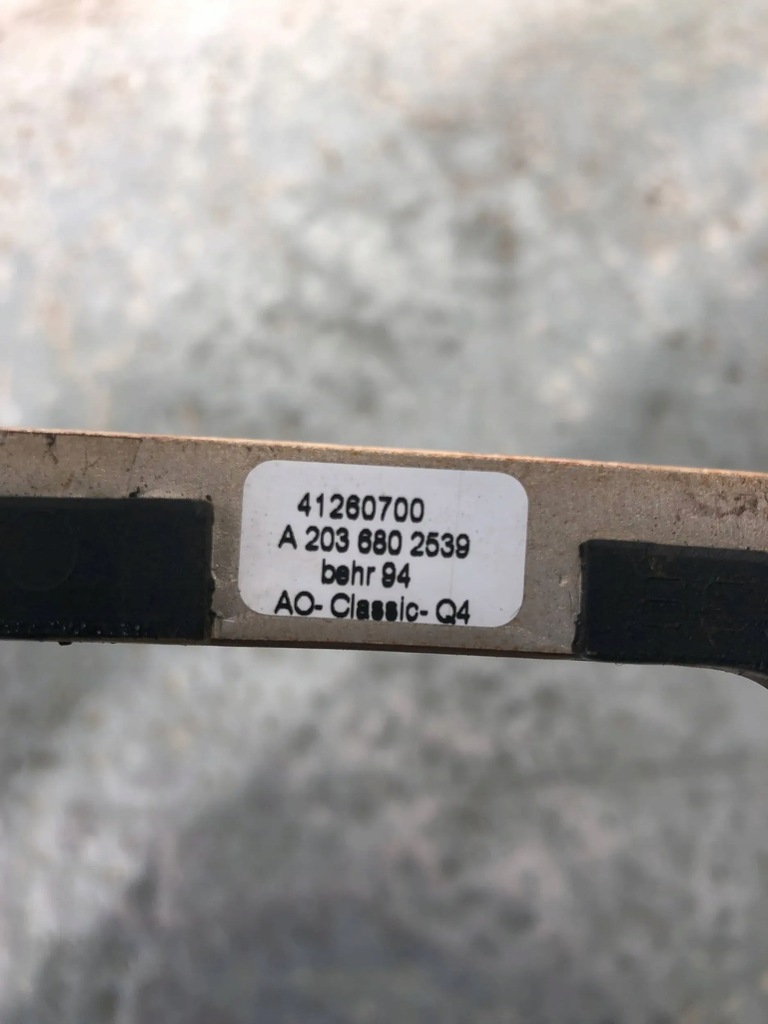 41260700
A 203 680 2539
behr 94
AO- Classic- Q4